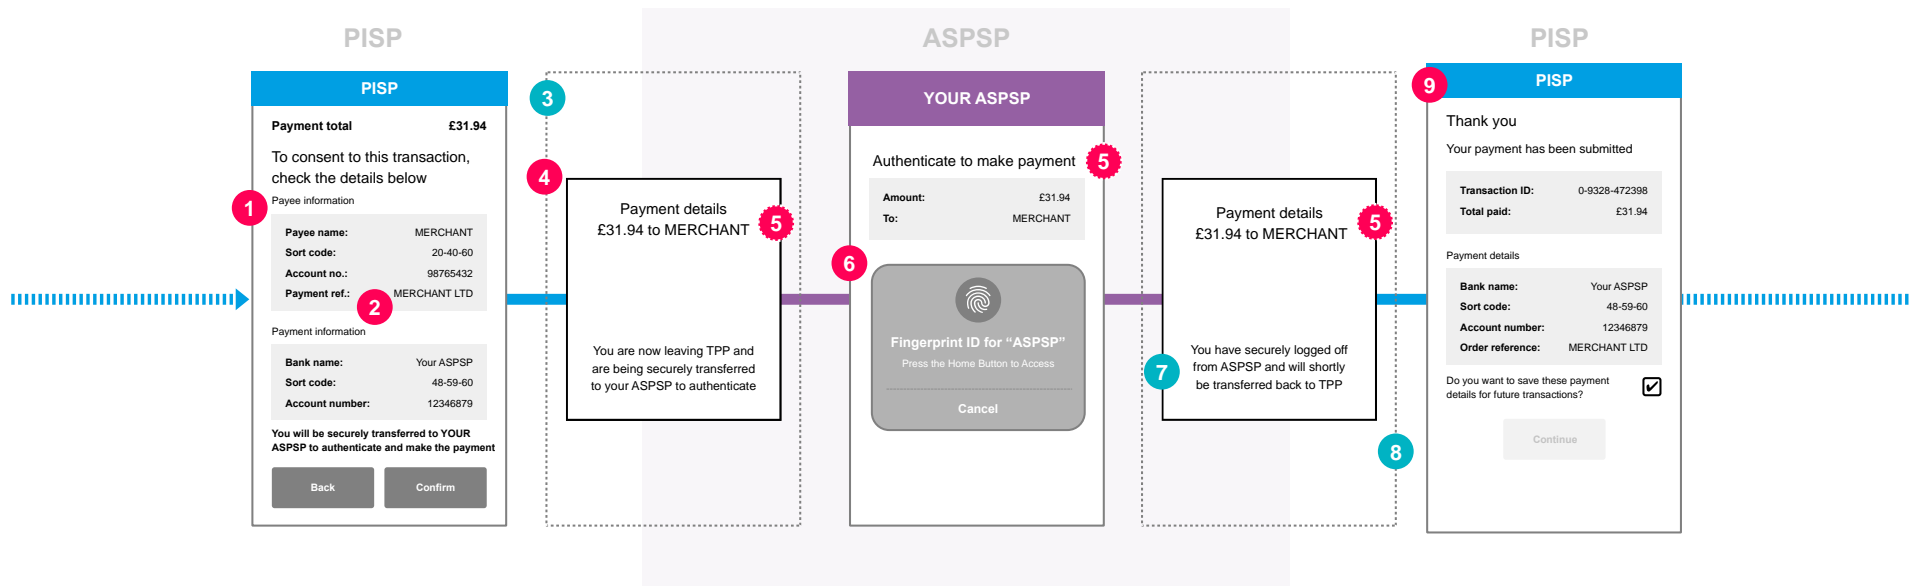 PISP
ASPSP
PISP
PISP
Payment total £31.94
To consent to this transaction,
check the details below
1
Payee information
Payee name: MERCHANT
Sort code: 20-40-60
Account no.: 98765432
Payment ref.: MERCHANT LTD
2
Payment information
Bank name: Your ASPSP
Sort code: 48-59-60
Account number: 12346879
You will be securely transferred to YOUR
ASPSP to authenticate and make the payment
Back Confirm
3
4
Payment details
£31.94 to MERCHANT
5
You are now leaving TPP and
are being securely transferred
to your ASPSP to authenticate
YOUR ASPSP
Authenticate to make payment
5
Amount: £31.94
To: MERCHANT
6
Fingerprint ID for “ASPSP”
Press the Home Button to Access
Cancel
Payment details
£31.94 to MERCHANT
5
You have securely logged off
from ASPSP and will shortly
be transferred back to TPP
7
8
9
PISP
Thank you
Your payment has been submitted
Transaction ID: 0-9328-472398
Total paid: £31.94
Payment details
Bank name: Your ASPSP
Sort code: 48-59-60
Account number: 12346879
Order reference: MERCHANT LTD
Do you want to save these payment
details for future transactions?
Continue